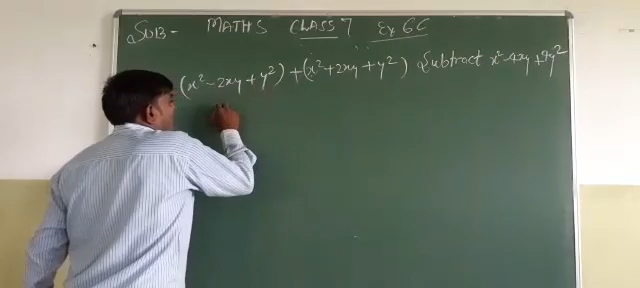 SUB - MATHS CLASS 7 Ex 6C
(x² - 2xy + y²) + (x² + 2xy + y²) Subtract x² - 4xy + 9y²